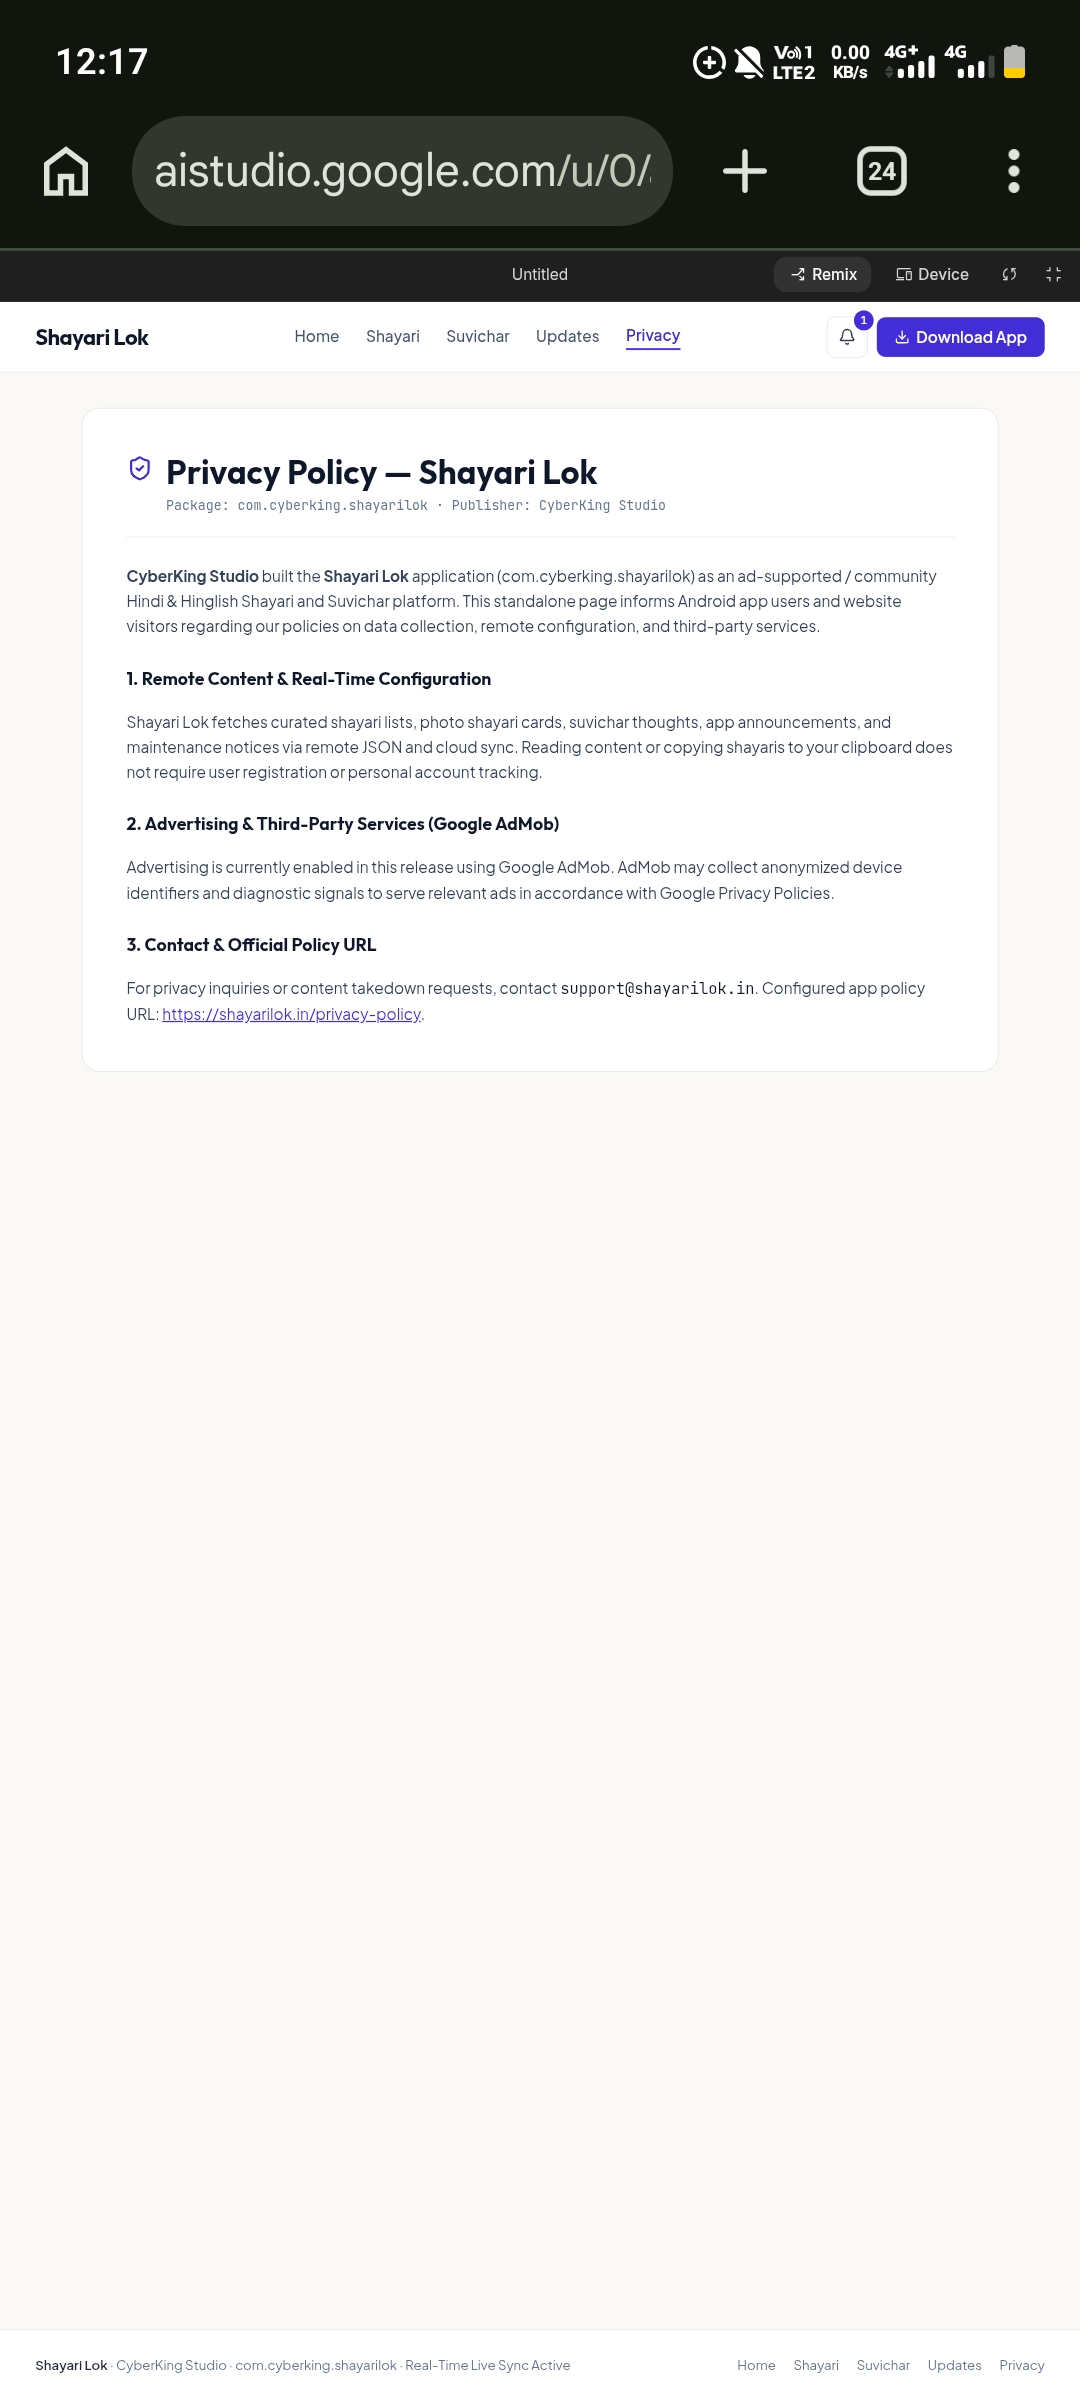 12:17
Vo 1
LTE2
0.00
KB/s
4G+
4G
aistudio.google.com/u/0/
24
Untitled
Remix
Device
Shayari Lok
Home
Shayari
Suvichar
Updates
Privacy
1
Download App
Privacy Policy — Shayari Lok
Package: com.cyberking.shayarilok · Publisher: CyberKing Studio
CyberKing Studio built the Shayari Lok application (com.cyberking.shayarilok) as an ad-supported / community
Hindi & Hinglish Shayari and Suvichar platform. This standalone page informs Android app users and website
visitors regarding our policies on data collection, remote configuration, and third-party services.
1. Remote Content & Real-Time Configuration
Shayari Lok fetches curated shayari lists, photo shayari cards, suvichar thoughts, app announcements, and
maintenance notices via remote JSON and cloud sync. Reading content or copying shayaris to your clipboard does
not require user registration or personal account tracking.
2. Advertising & Third-Party Services (Google AdMob)
Advertising is currently enabled in this release using Google AdMob. AdMob may collect anonymized device
identifiers and diagnostic signals to serve relevant ads in accordance with Google Privacy Policies.
3. Contact & Official Policy URL
For privacy inquiries or content takedown requests, contact support@shayarilok.in. Configured app policy
URL: https://shayarilok.in/privacy-policy.
Shayari Lok · CyberKing Studio · com.cyberking.shayarilok · Real-Time Live Sync Active
Home
Shayari
Suvichar
Updates
Privacy